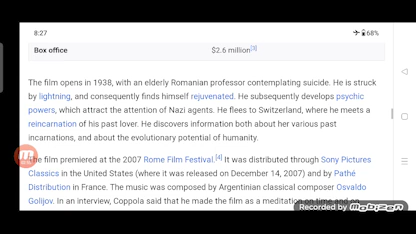 8:27
68%
Box office $2.6 million[3]
The film opens in 1938, with an elderly Romanian professor contemplating suicide. He is struck
by lightning, and consequently finds himself rejuvenated. He subsequently develops psychic
powers, which attract the attention of Nazi agents. He flees to Switzerland, where he meets a
reincarnation of his past lover. He discovers information both about her various past
incarnations, and about the evolutionary potential of humanity.
The film premiered at the 2007 Rome Film Festival.[4] It was distributed through Sony Pictures
Classics in the United States (where it was released on December 14, 2007) and by Pathé
Distribution in France. The music was composed by Argentinian classical composer Osvaldo
Golijov. In an interview, Coppola said that he made the film as a meditation on time and on
Recorded by Mobizen